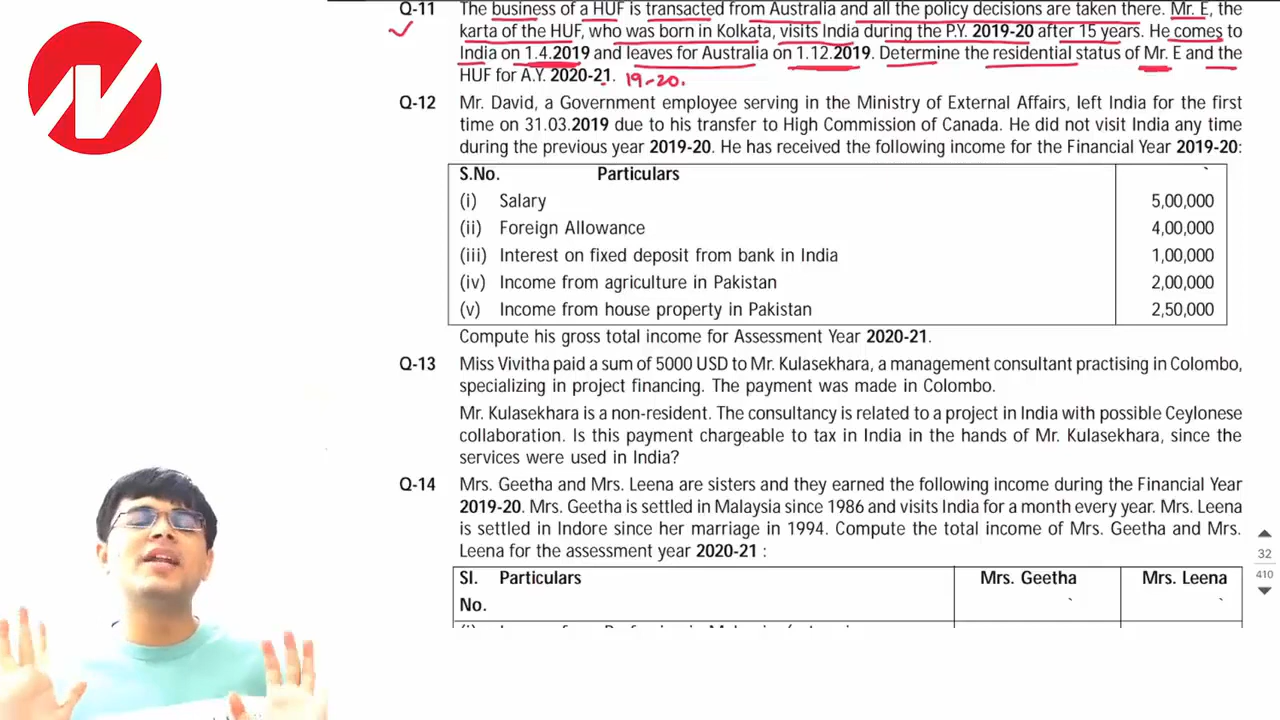 Q-11 The business of a HUF is transacted from Australia and all the policy decisions are taken there. Mr. E, the
karta of the HUF, who was born in Kolkata, visits India during the P.Y. 2019-20 after 15 years. He comes to
India on 1.4.2019 and leaves for Australia on 1.12.2019. Determine the residential status of Mr. E and the
HUF for A.Y. 2020-21. 19-20.
Q-12 Mr. David, a Government employee serving in the Ministry of External Affairs, left India for the first
time on 31.03.2019 due to his transfer to High Commission of Canada. He did not visit India any time
during the previous year 2019-20. He has received the following income for the Financial Year 2019-20:
S.No. Particulars `
(i) Salary 5,00,000
(ii) Foreign Allowance 4,00,000
(iii) Interest on fixed deposit from bank in India 1,00,000
(iv) Income from agriculture in Pakistan 2,00,000
(v) Income from house property in Pakistan 2,50,000
Compute his gross total income for Assessment Year 2020-21.
Q-13 Miss Vivitha paid a sum of 5000 USD to Mr. Kulasekhara, a management consultant practising in Colombo,
specializing in project financing. The payment was made in Colombo.
Mr. Kulasekhara is a non-resident. The consultancy is related to a project in India with possible Ceylonese
collaboration. Is this payment chargeable to tax in India in the hands of Mr. Kulasekhara, since the
services were used in India?
Q-14 Mrs. Geetha and Mrs. Leena are sisters and they earned the following income during the Financial Year
2019-20. Mrs. Geetha is settled in Malaysia since 1986 and visits India for a month every year. Mrs. Leena
is settled in Indore since her marriage in 1994. Compute the total income of Mrs. Geetha and Mrs.
Leena for the assessment year 2020-21 :
Sl. Particulars Mrs. Geetha Mrs. Leena
No. ` `
32
410